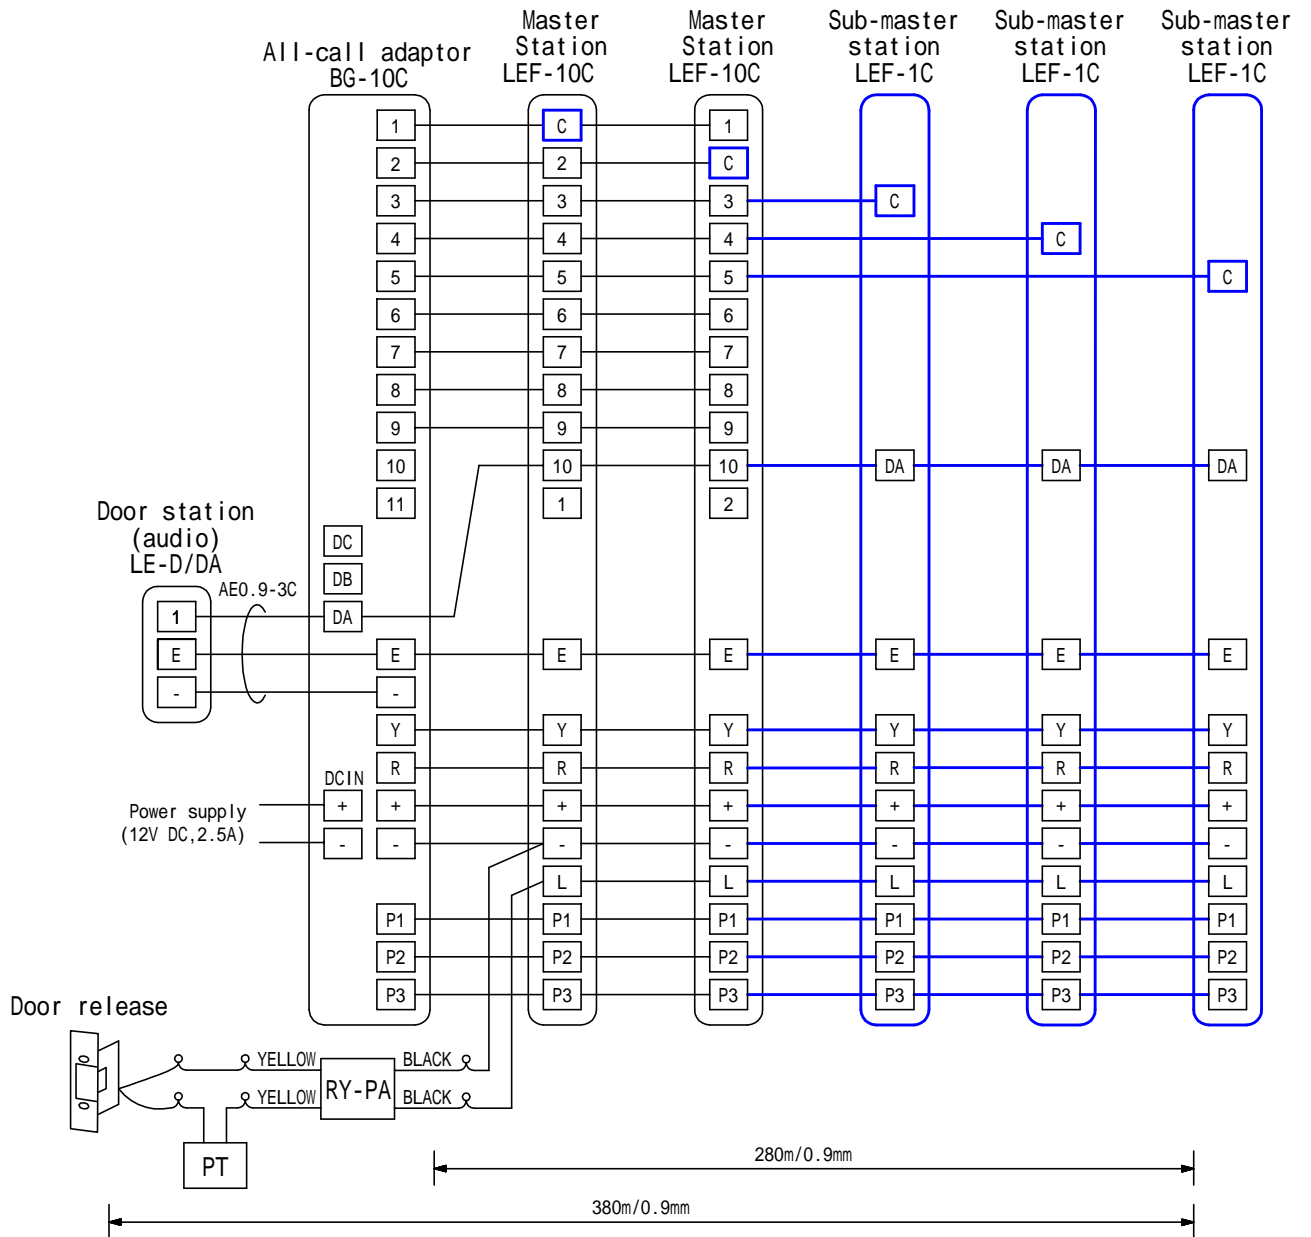 Master Master Sub-master Sub-master Sub-master
Station Station station station station
All-call adaptor LEF-10C LEF-10C LEF-1C LEF-1C LEF-1C
BG-10C
1 C 1
2 2 C
3 3 3 C
4 4 4 C
5 5 5 C
6 6 6
7 7 7
8 8 8
9 9 9
10 10 10 DA DA DA
11 1 2
Door station
(audio)
LE-D/DA
DC
DB
AE0.9-3C
1 DA
E E E E E E E
- -
Y Y Y Y Y Y
DCIN R R R R R R
Power supply + + + + + + +
(12V DC,2.5A) - - - - - - -
L L L L L
P1 P1 P1 P1 P1 P1
P2 P2 P2 P2 P2 P2
P3 P3 P3 P3 P3 P3
Door release
YELLOW BLACK
RY-PA
YELLOW BLACK
PT
280m/0.9mm
380m/0.9mm